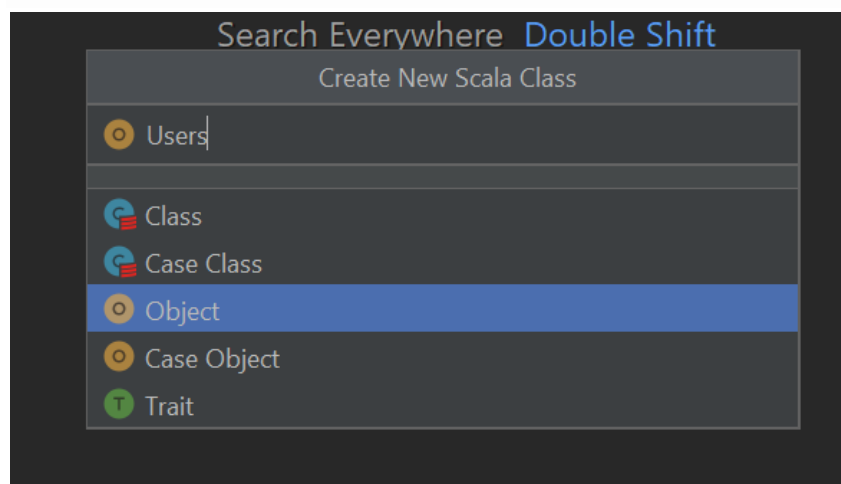 Search Everywhere Double Shift
Create New Scala Class
O Users
C Class
C Case Class
O Object
O Case Object
T Trait